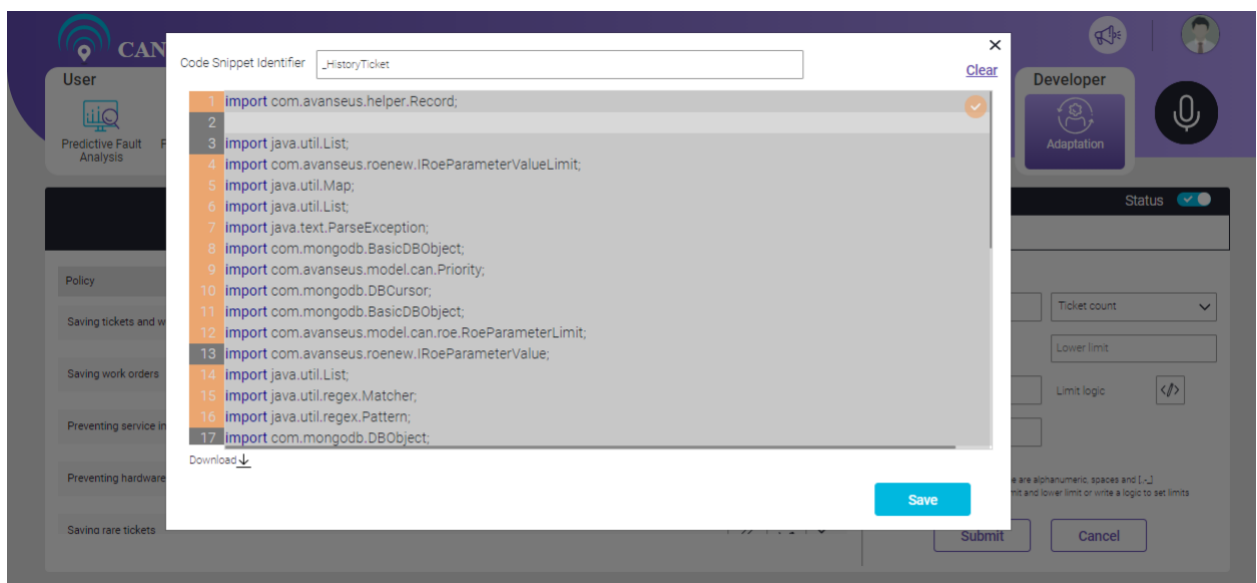 CAN
Code Snippet Identifier _HistoryTicket
Clear
User
Developer
Predictive Fault
Analysis
Adaptation
1 import com.avanseus.helper.Record;
2
3 import java.util.List;
4 import com.avanseus.roenew.IRoeParameterValueLimit;
5 import java.util.Map;
6 import java.util.List;
7 import java.text.ParseException;
8 import com.mongodb.BasicDBObject;
9 import com.avanseus.model.can.Priority;
10 import com.mongodb.DBCursor;
11 import com.mongodb.BasicDBObject;
12 import com.avanseus.model.can.roe.RoeParameterLimit;
13 import com.avanseus.roenew.IRoeParameterValue;
14 import java.util.List;
15 import java.util.regex.Matcher;
16 import java.util.regex.Pattern;
17 import com.mongodb.DBObject;
Download
Save
Status
Policy
Saving tickets and w
Saving work orders
Preventing service in
Preventing hardware
Saving rare tickets
Ticket count
Lower limit
Limit logic </>
e are alphanumeric, spaces and [.-_]
mit and lower limit or write a logic to set limits
Submit
Cancel